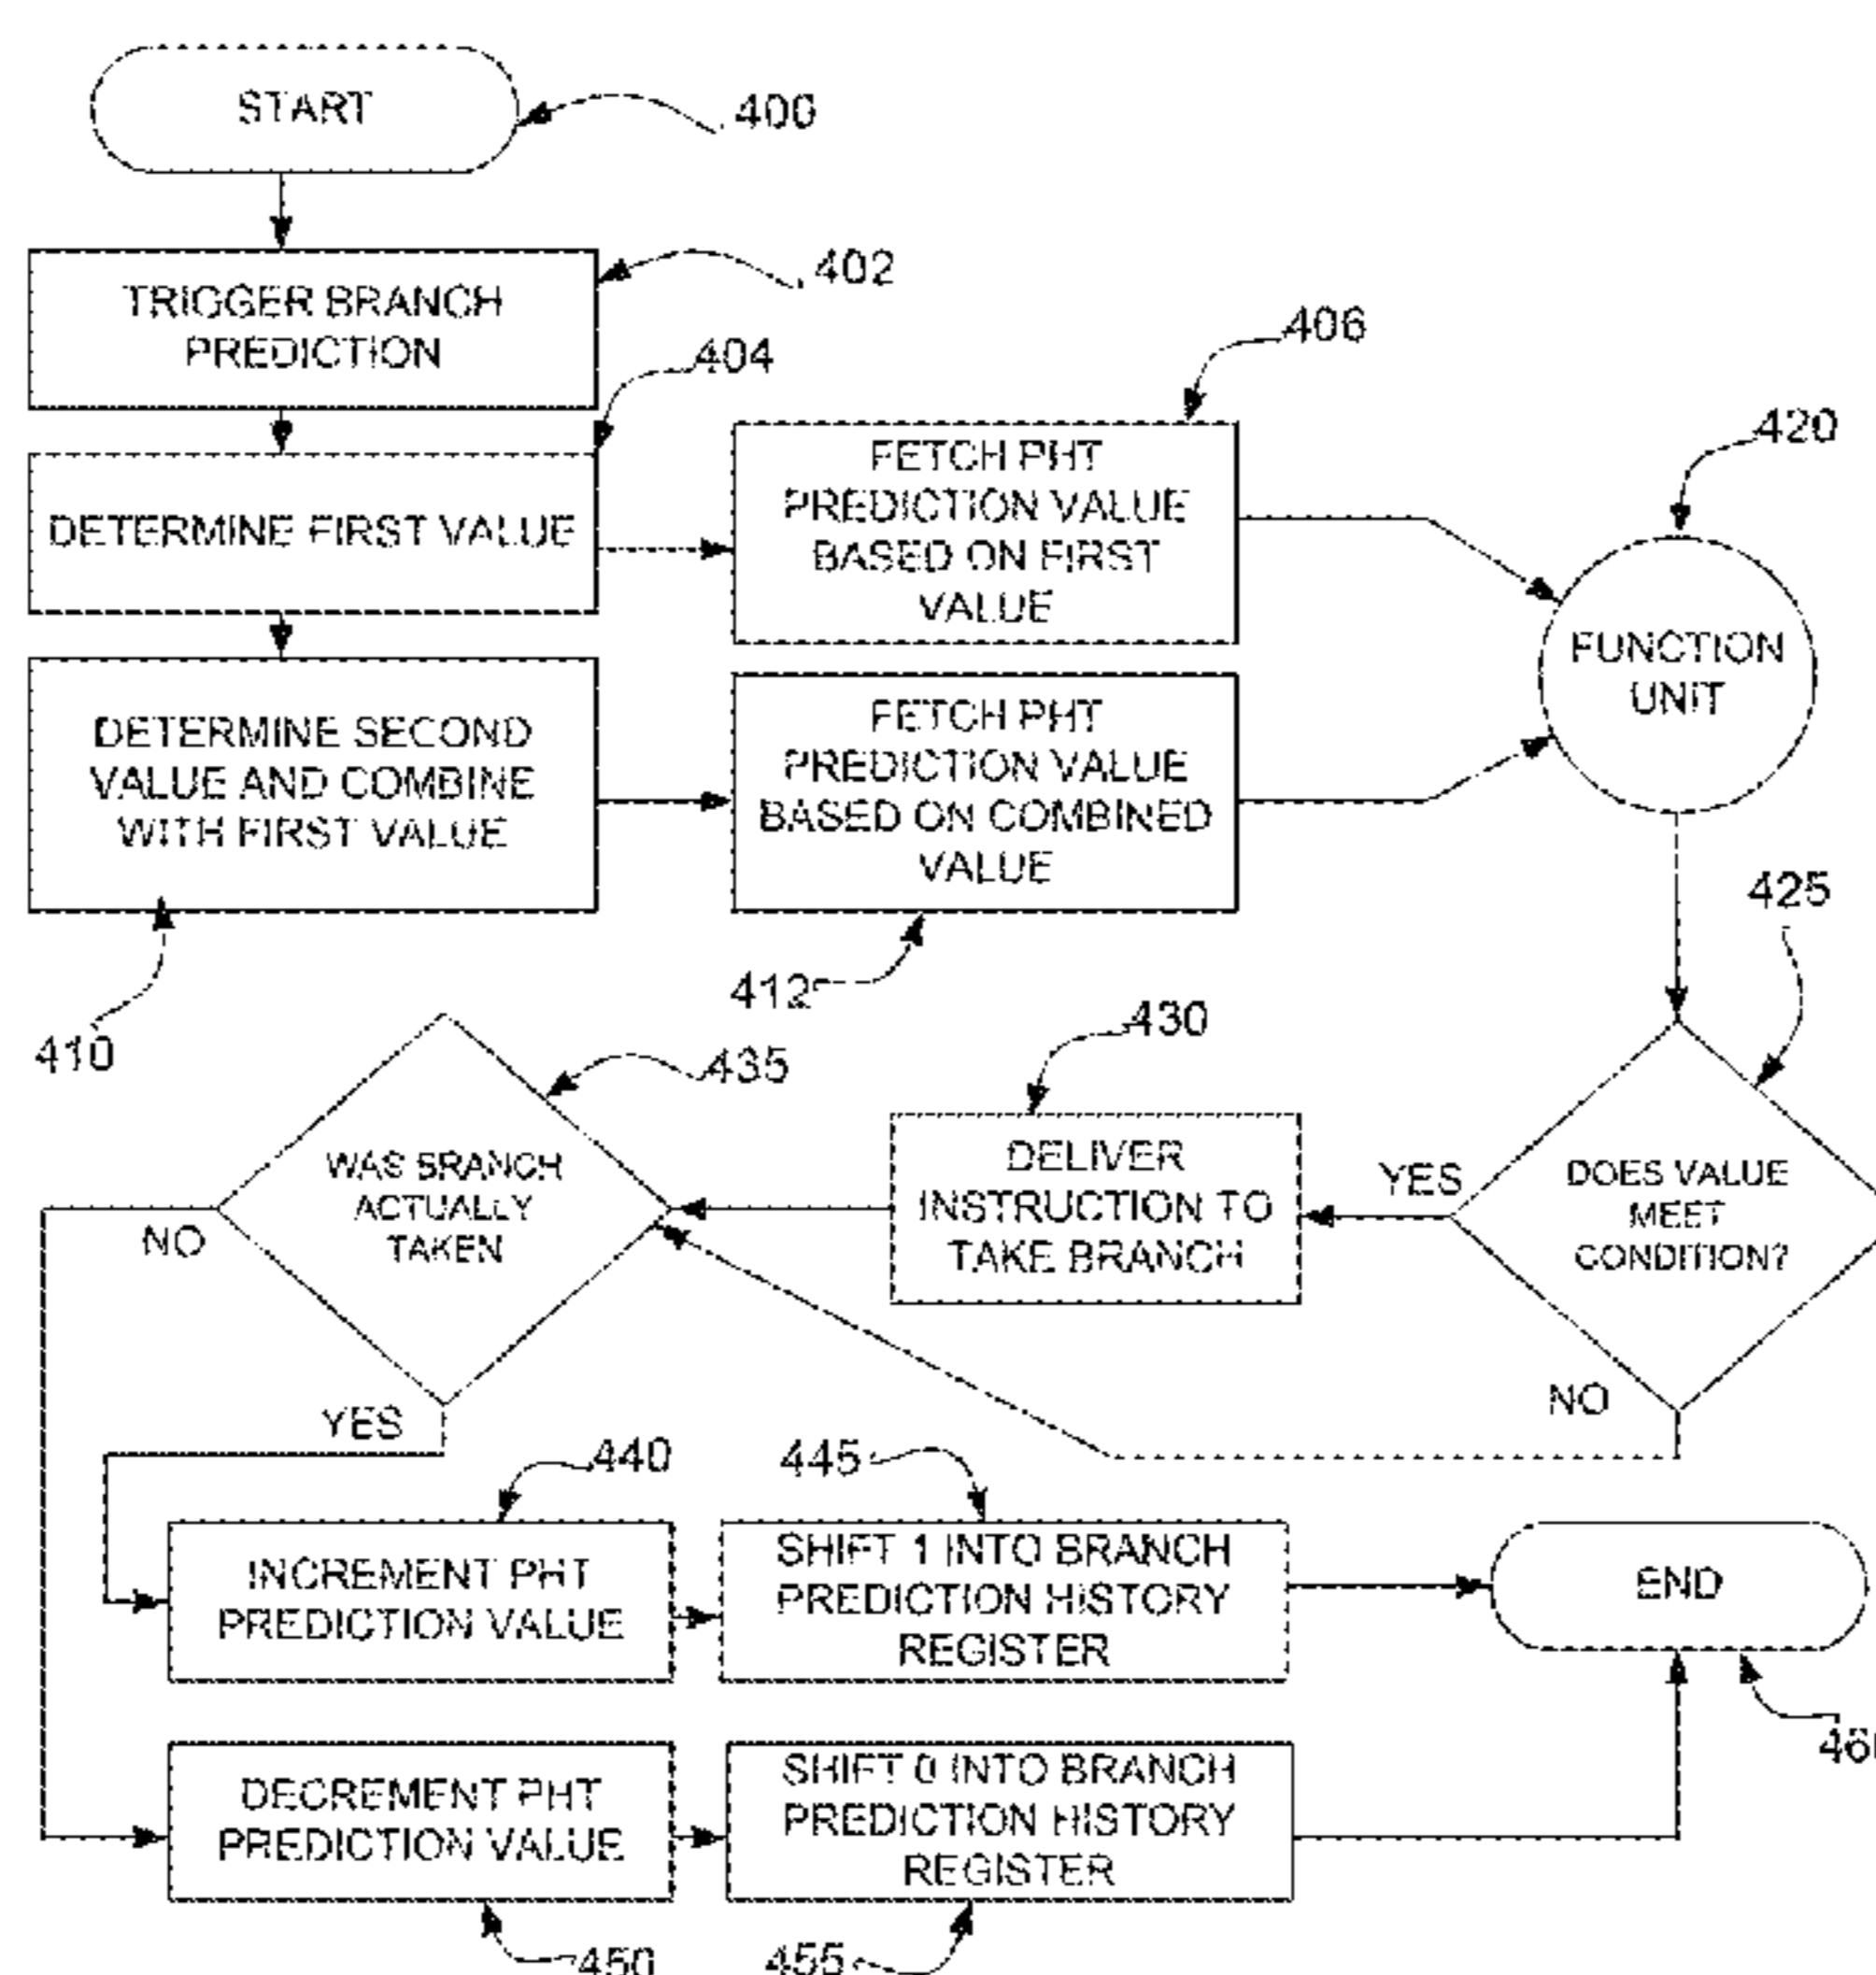 START
400
TRIGGER BRANCH
PREDICTION
402
DETERMINE FIRST VALUE
404
FETCH PHT
PREDICTION VALUE
BASED ON FIRST
VALUE
406
DETERMINE SECOND
VALUE AND COMBINE
WITH FIRST VALUE
410
FETCH PHT
PREDICTION VALUE
BASED ON COMBINED
VALUE
412
420
FUNCTION
UNIT
425
DOES VALUE
MEET
CONDITION?
YES
NO
430
DELIVER
INSTRUCTION TO
TAKE BRANCH
435
WAS BRANCH
ACTUALLY
TAKEN
NO
YES
440
INCREMENT PHT
PREDICTION VALUE
445
SHIFT 1 INTO BRANCH
PREDICTION HISTORY
REGISTER
END
DECREMENT PHT
PREDICTION VALUE
450
SHIFT 0 INTO BRANCH
PREDICTION HISTORY
REGISTER
455